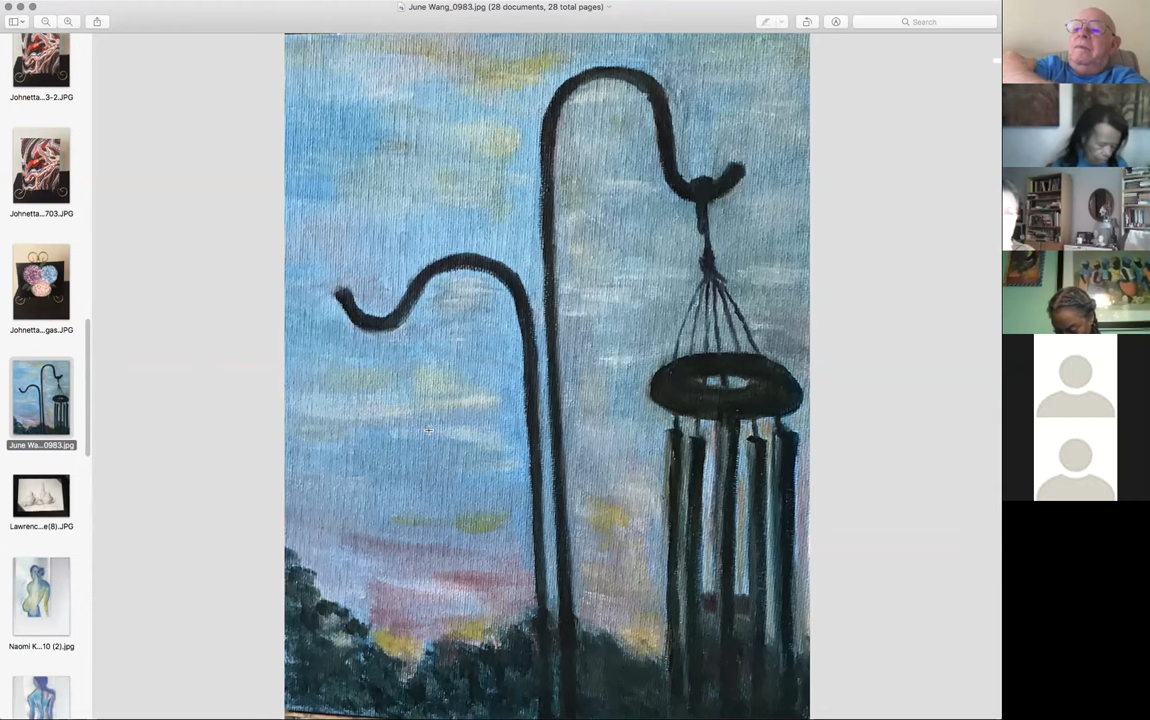 June Wang_0983.jpg (28 documents, 28 total pages)
Search
Johnetta...3-2.JPG
Johnetta...703.JPG
Johnetta...gas.JPG
June Wa...0983.jpg
Lawrenc...e(8).JPG
Naomi K...10 (2).jpg